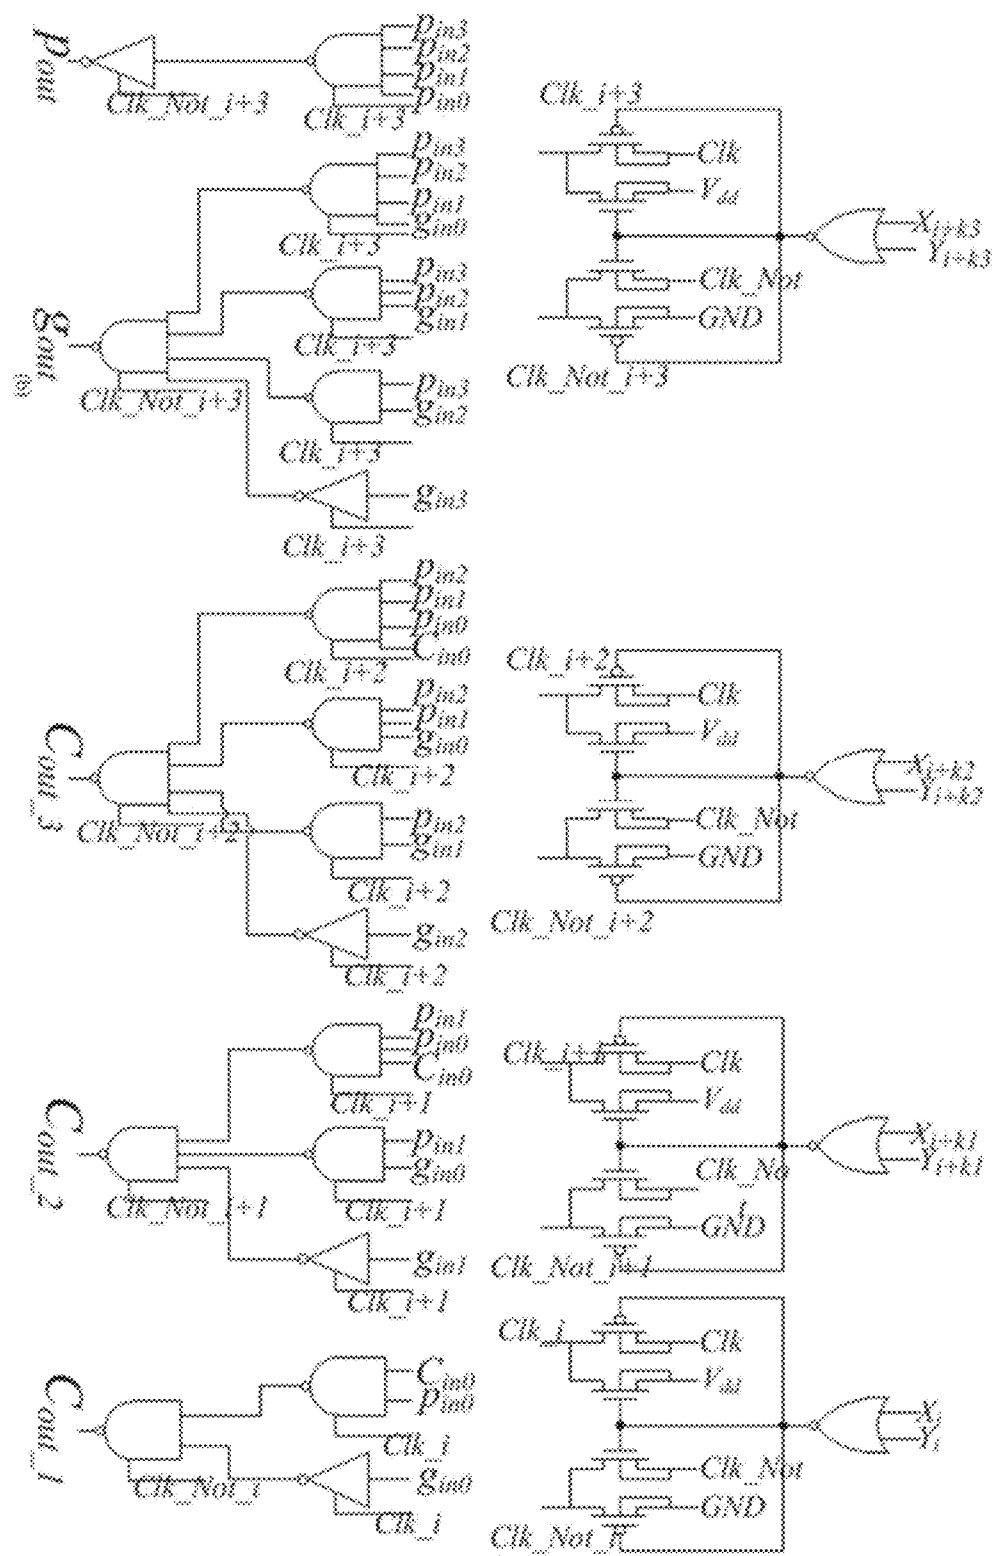 p_in3
p_in2
p_in1
p_in0
Clk_i+3
Clk_Not_i+3
p_out
p_in3
p_in2
p_in1
g_in0
Clk_i+3
p_in3
p_in2
g_in1
Clk_i+3
p_in3
g_in2
Clk_i+3
g_in3
Clk_i+3
g_out
Clk_Not_i+3
p_in2
p_in1
p_in0
C_in0
Clk_i+2
p_in2
p_in1
g_in0
Clk_i+2
p_in2
g_in1
Clk_i+2
g_in2
Clk_i+2
C_out_3
Clk_Not_i+2
p_in1
p_in0
C_in0
Clk_i+1
p_in1
g_in0
Clk_i+1
g_in1
Clk_i+1
C_out_2
Clk_Not_i+1
C_in0
p_in0
Clk_i
g_in0
Clk_i
C_out_1
Clk_Not_i
Clk_i+3
Clk
V_dd
Clk_Not
GND
Clk_Not_i+3
X_i+k3
Y_i+k3
Clk_i+2
Clk
V_dd
Clk_Not
GND
Clk_Not_i+2
X_i+k2
Y_i+k2
Clk
V_dd
Clk_No
t
GND
Clk_Not_i+1
X_i+k1
Y_i+k1
Clk_i
Clk
V_dd
Clk_Not
GND
Clk_Not_i
X_i
Y_i